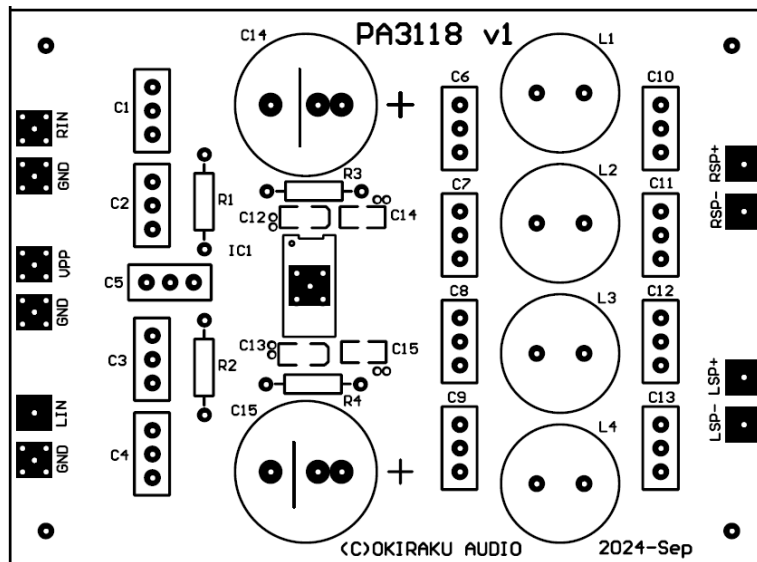 C14
PA3118 v1
L1
C6
C10
C1
RIN
R3
L2
RSP+
GND
C7
C11
C2
R1
C12
C14
RSP-
IC1
VPP
C5
C8
L3
C12
GND
C13
C15
C3
R2
LSP+
R4
C9
C13
LIN
C15
L4
LSP-
C4
GND
(C)OKIRAKU AUDIO
2024-Sep